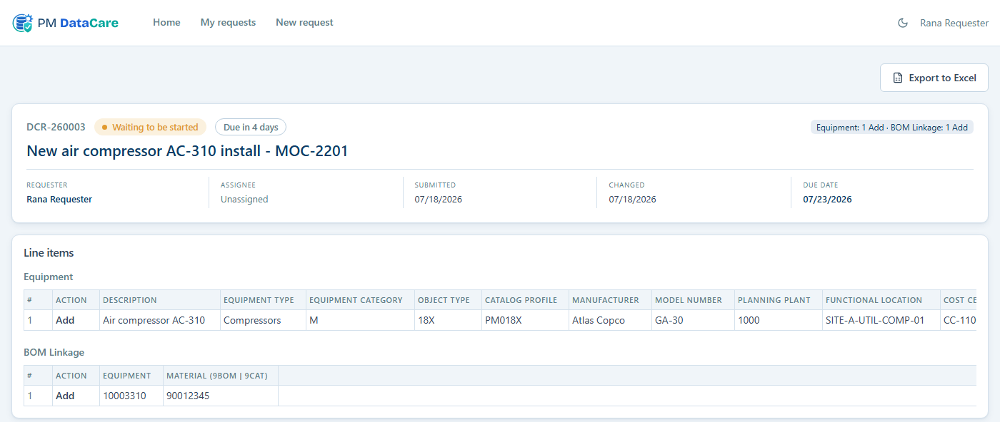 PM DataCare Home My requests New request Rana Requester
Export to Excel
DCR-260003 Waiting to be started Due in 4 days Equipment: 1 Add · BOM Linkage: 1 Add
New air compressor AC-310 install - MOC-2201
REQUESTER ASSIGNEE SUBMITTED CHANGED DUE DATE
Rana Requester Unassigned 07/18/2026 07/18/2026 07/23/2026
Line items
Equipment
# ACTION DESCRIPTION EQUIPMENT TYPE EQUIPMENT CATEGORY OBJECT TYPE CATALOG PROFILE MANUFACTURER MODEL NUMBER PLANNING PLANT FUNCTIONAL LOCATION COST CE
1 Add Air compressor AC-310 Compressors M 18X PM018X Atlas Copco GA-30 1000 SITE-A-UTIL-COMP-01 CC-110
BOM Linkage
# ACTION EQUIPMENT MATERIAL (9BOM | 9CAT)
1 Add 10003310 90012345